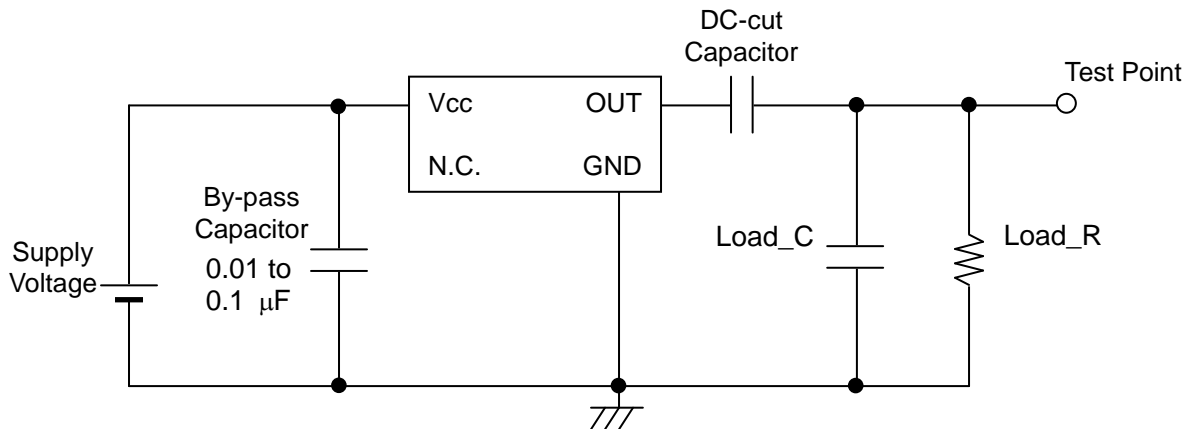 DC-cut
Capacitor
Test Point
Vcc
OUT
N.C.
GND
By-pass
Capacitor
0.01 to
0.1 μF
Supply
Voltage
Load_C
Load_R